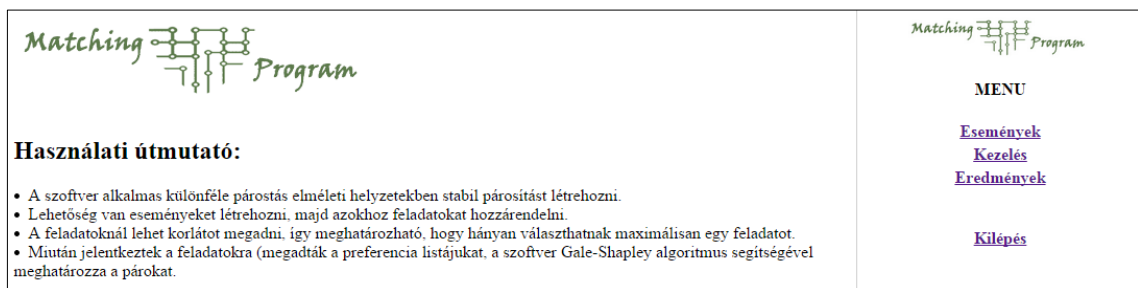 Matching Program
Használati útmutató:
• A szoftver alkalmas különféle párostás elméleti helyzetekben stabil párosítást létrehozni.
• Lehetőség van eseményeket létrehozni, majd azokhoz feladatokat hozzárendelni.
• A feladatoknál lehet korlátot megadni, így meghatározható, hogy hányan választhatnak maximálisan egy feladatot.
• Miután jelentkeztek a feladatokra (megadták a preferencia listájukat, a szoftver Gale-Shapley algoritmus segítségével
meghatározza a párokat.
Matching Program
MENU
Események
Kezelés
Eredmények
Kilépés